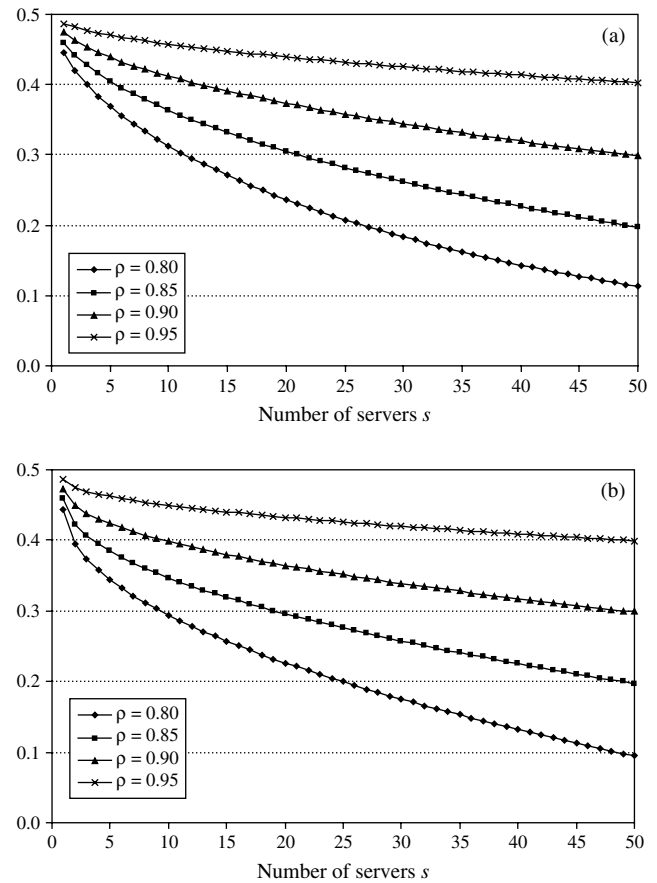 (a)
0.5
0.4
0.3
0.2
0.1
0.0
ρ = 0.80
ρ = 0.85
ρ = 0.90
ρ = 0.95
0 5 10 15 20 25 30 35 40 45 50
Number of servers s
(b)
0.5
0.4
0.3
0.2
0.1
0.0
ρ = 0.80
ρ = 0.85
ρ = 0.90
ρ = 0.95
0 5 10 15 20 25 30 35 40 45 50
Number of servers s